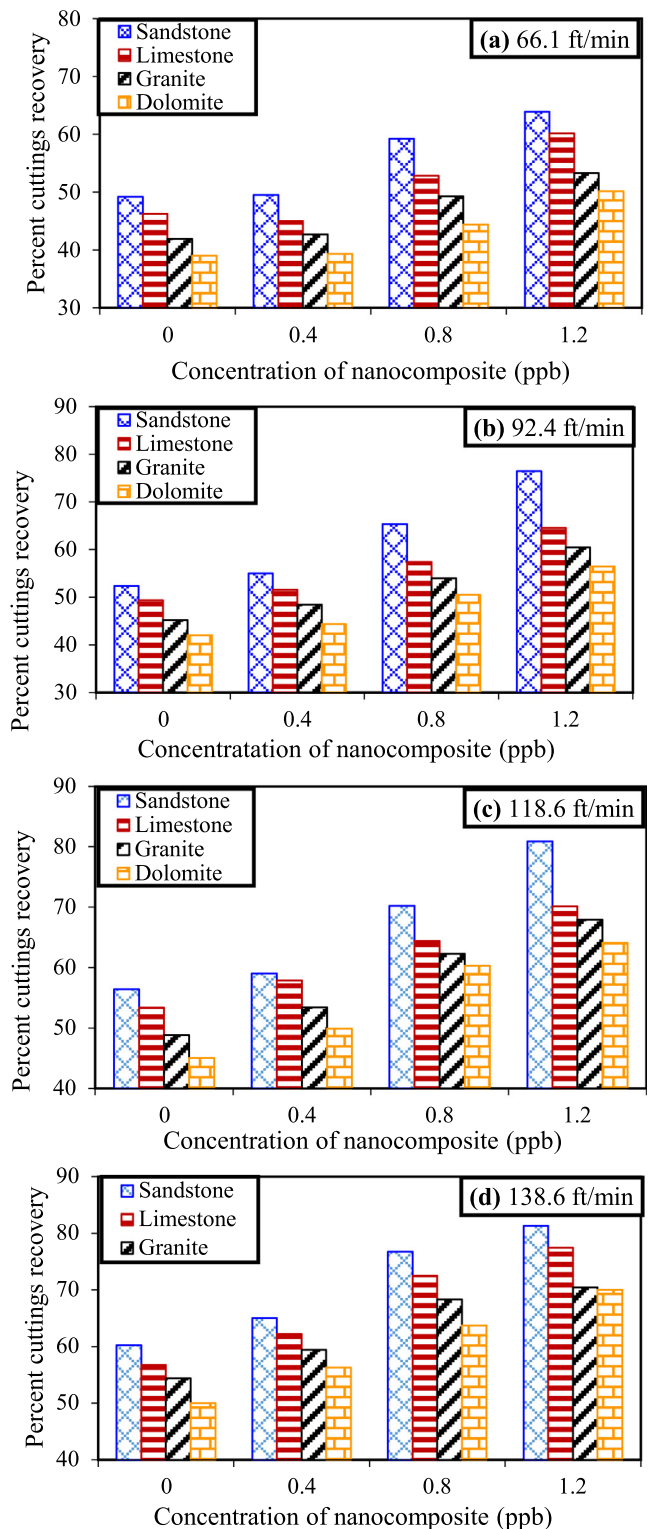 80
70
60
50
40
30
Percent cuttings recovery
Sandstone
Limestone
Granite
Dolomite
(a) 66.1 ft/min
0 0.4 0.8 1.2
Concentration of nanocomposite (ppb)
90
80
70
60
50
40
30
Percent cuttings recovery
Sandstone
Limestone
Granite
Dolomite
(b) 92.4 ft/min
0 0.4 0.8 1.2
Concentratation of nanocomposite (ppb)
90
80
70
60
50
40
Percent cuttings recovery
Sandstone
Limestone
Granite
Dolomite
(c) 118.6 ft/min
0 0.4 0.8 1.2
Concentration of nanocomposite (ppb)
90
80
70
60
50
40
Percent cuttings recovery
Sandstone
Limestone
Granite
(d) 138.6 ft/min
0 0.4 0.8 1.2
Concentration of nanocomposite (ppb)